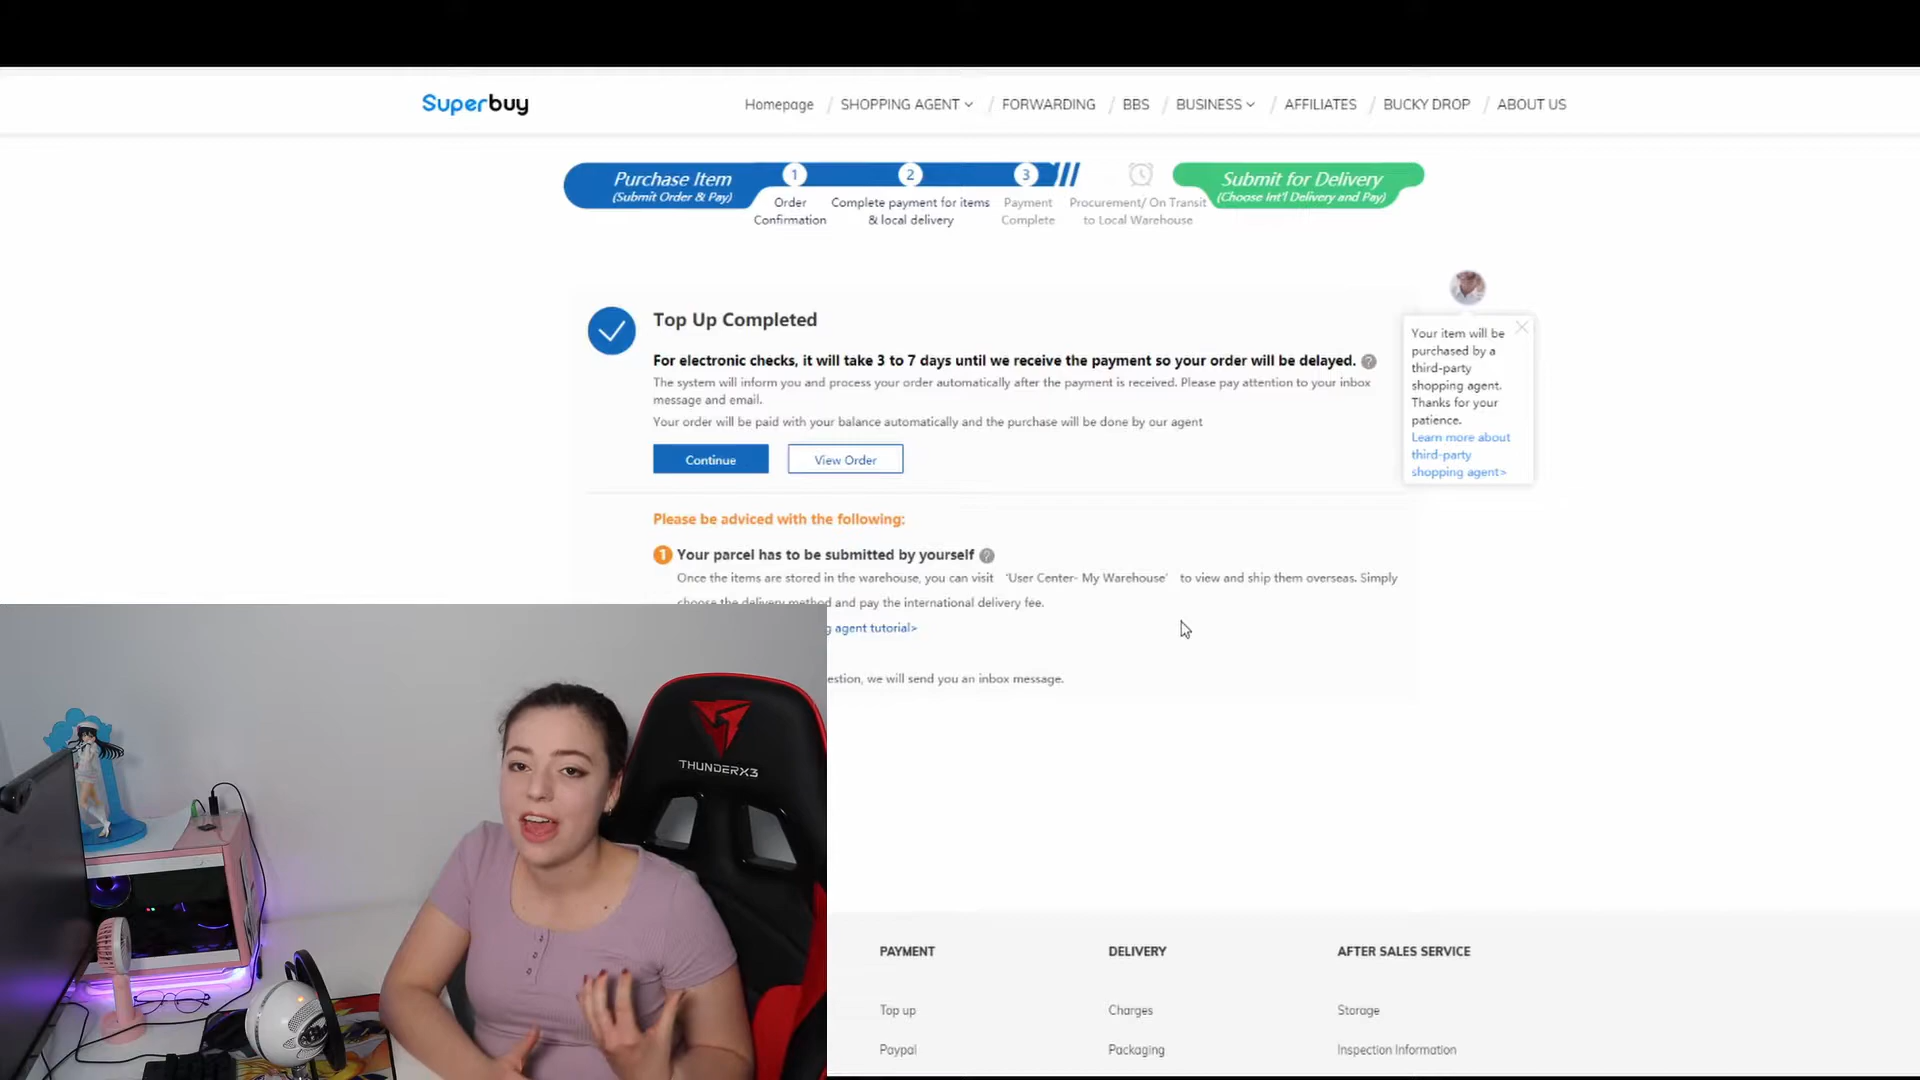 Superbuy
Homepage / SHOPPING AGENT / FORWARDING / BBS / BUSINESS / AFFILIATES / BUCKY DROP / ABOUT US
Purchase Item
(Submit Order & Pay)
1
2
3
Order
Confirmation
Complete payment for items
& local delivery
Payment
Complete
Procurement/ On Transit
to Local Warehouse
Submit for Delivery
(Choose Int'l Delivery and Pay)
Top Up Completed
For electronic checks, it will take 3 to 7 days until we receive the payment so your order will be delayed. ?
The system will inform you and process your order automatically after the payment is received. Please pay attention to your inbox
message and email.
Your order will be paid with your balance automatically and the purchase will be done by our agent
Continue
View Order
Your item will be
purchased by a
third-party
shopping agent.
Thanks for your
patience.
Learn more about
third-party
shopping agent>
Please be adviced with the following:
1 Your parcel has to be submitted by yourself ?
Once the items are stored in the warehouse, you can visit 'User Center- My Warehouse' to view and ship them overseas. Simply
choose the delivery method and pay the international delivery fee.
agent tutorial>
estion, we will send you an inbox message.
THUNDERX3
PAYMENT
DELIVERY
AFTER SALES SERVICE
Top up
Charges
Storage
Paypal
Packaging
Inspection Information